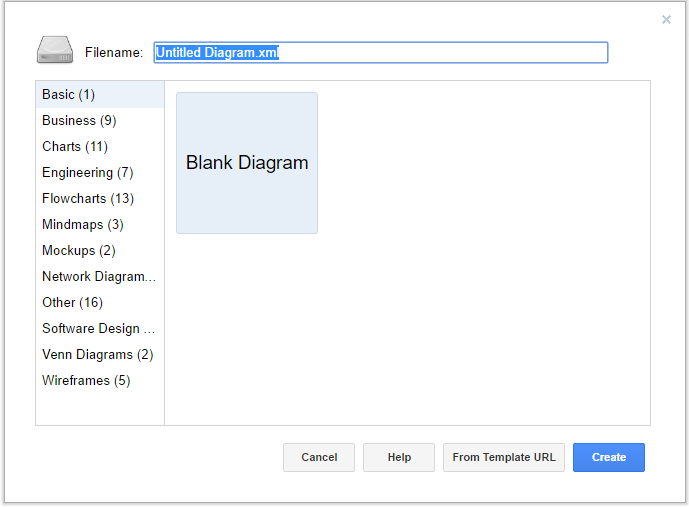 Filename: Untitled Diagram.xml
Basic (1)
Business (9)
Charts (11)
Engineering (7)
Flowcharts (13)
Mindmaps (3)
Mockups (2)
Network Diagram...
Other (16)
Software Design ...
Venn Diagrams (2)
Wireframes (5)
Blank Diagram
Cancel Help From Template URL Create